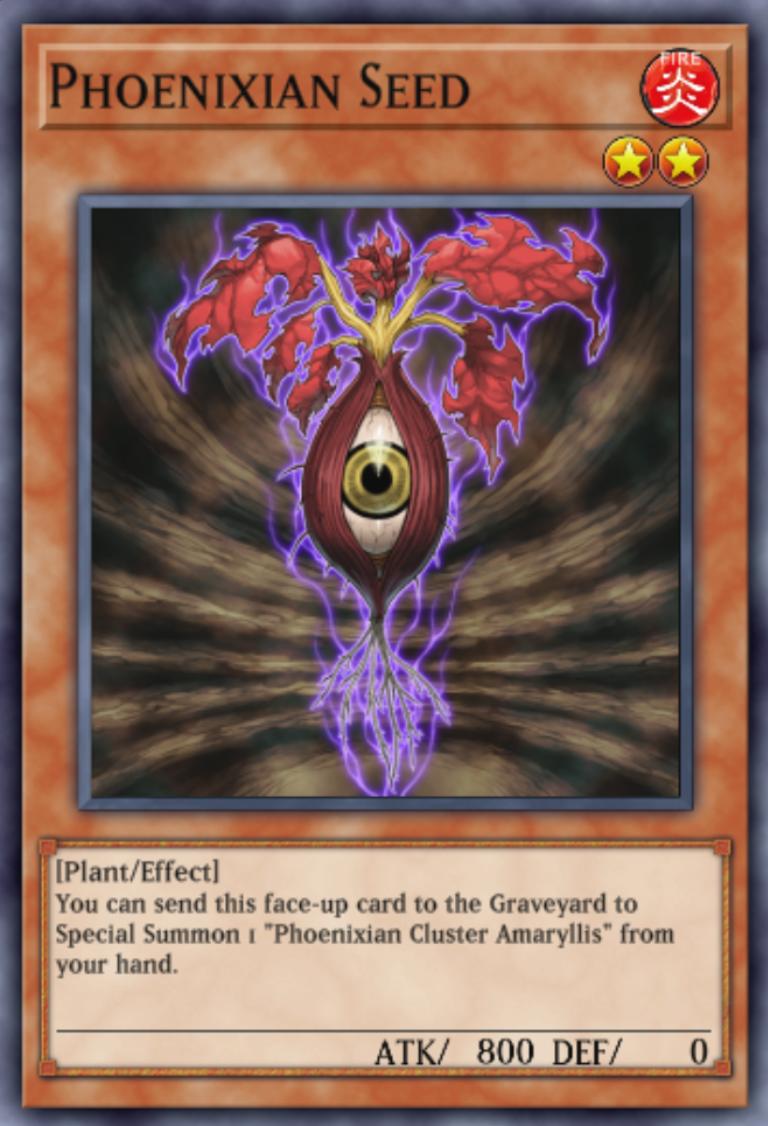 Phoenixian Seed
FIRE
炎
[Plant/Effect]
You can send this face-up card to the Graveyard to
Special Summon 1 "Phoenixian Cluster Amaryllis" from
your hand.
ATK/ 800 DEF/ 0